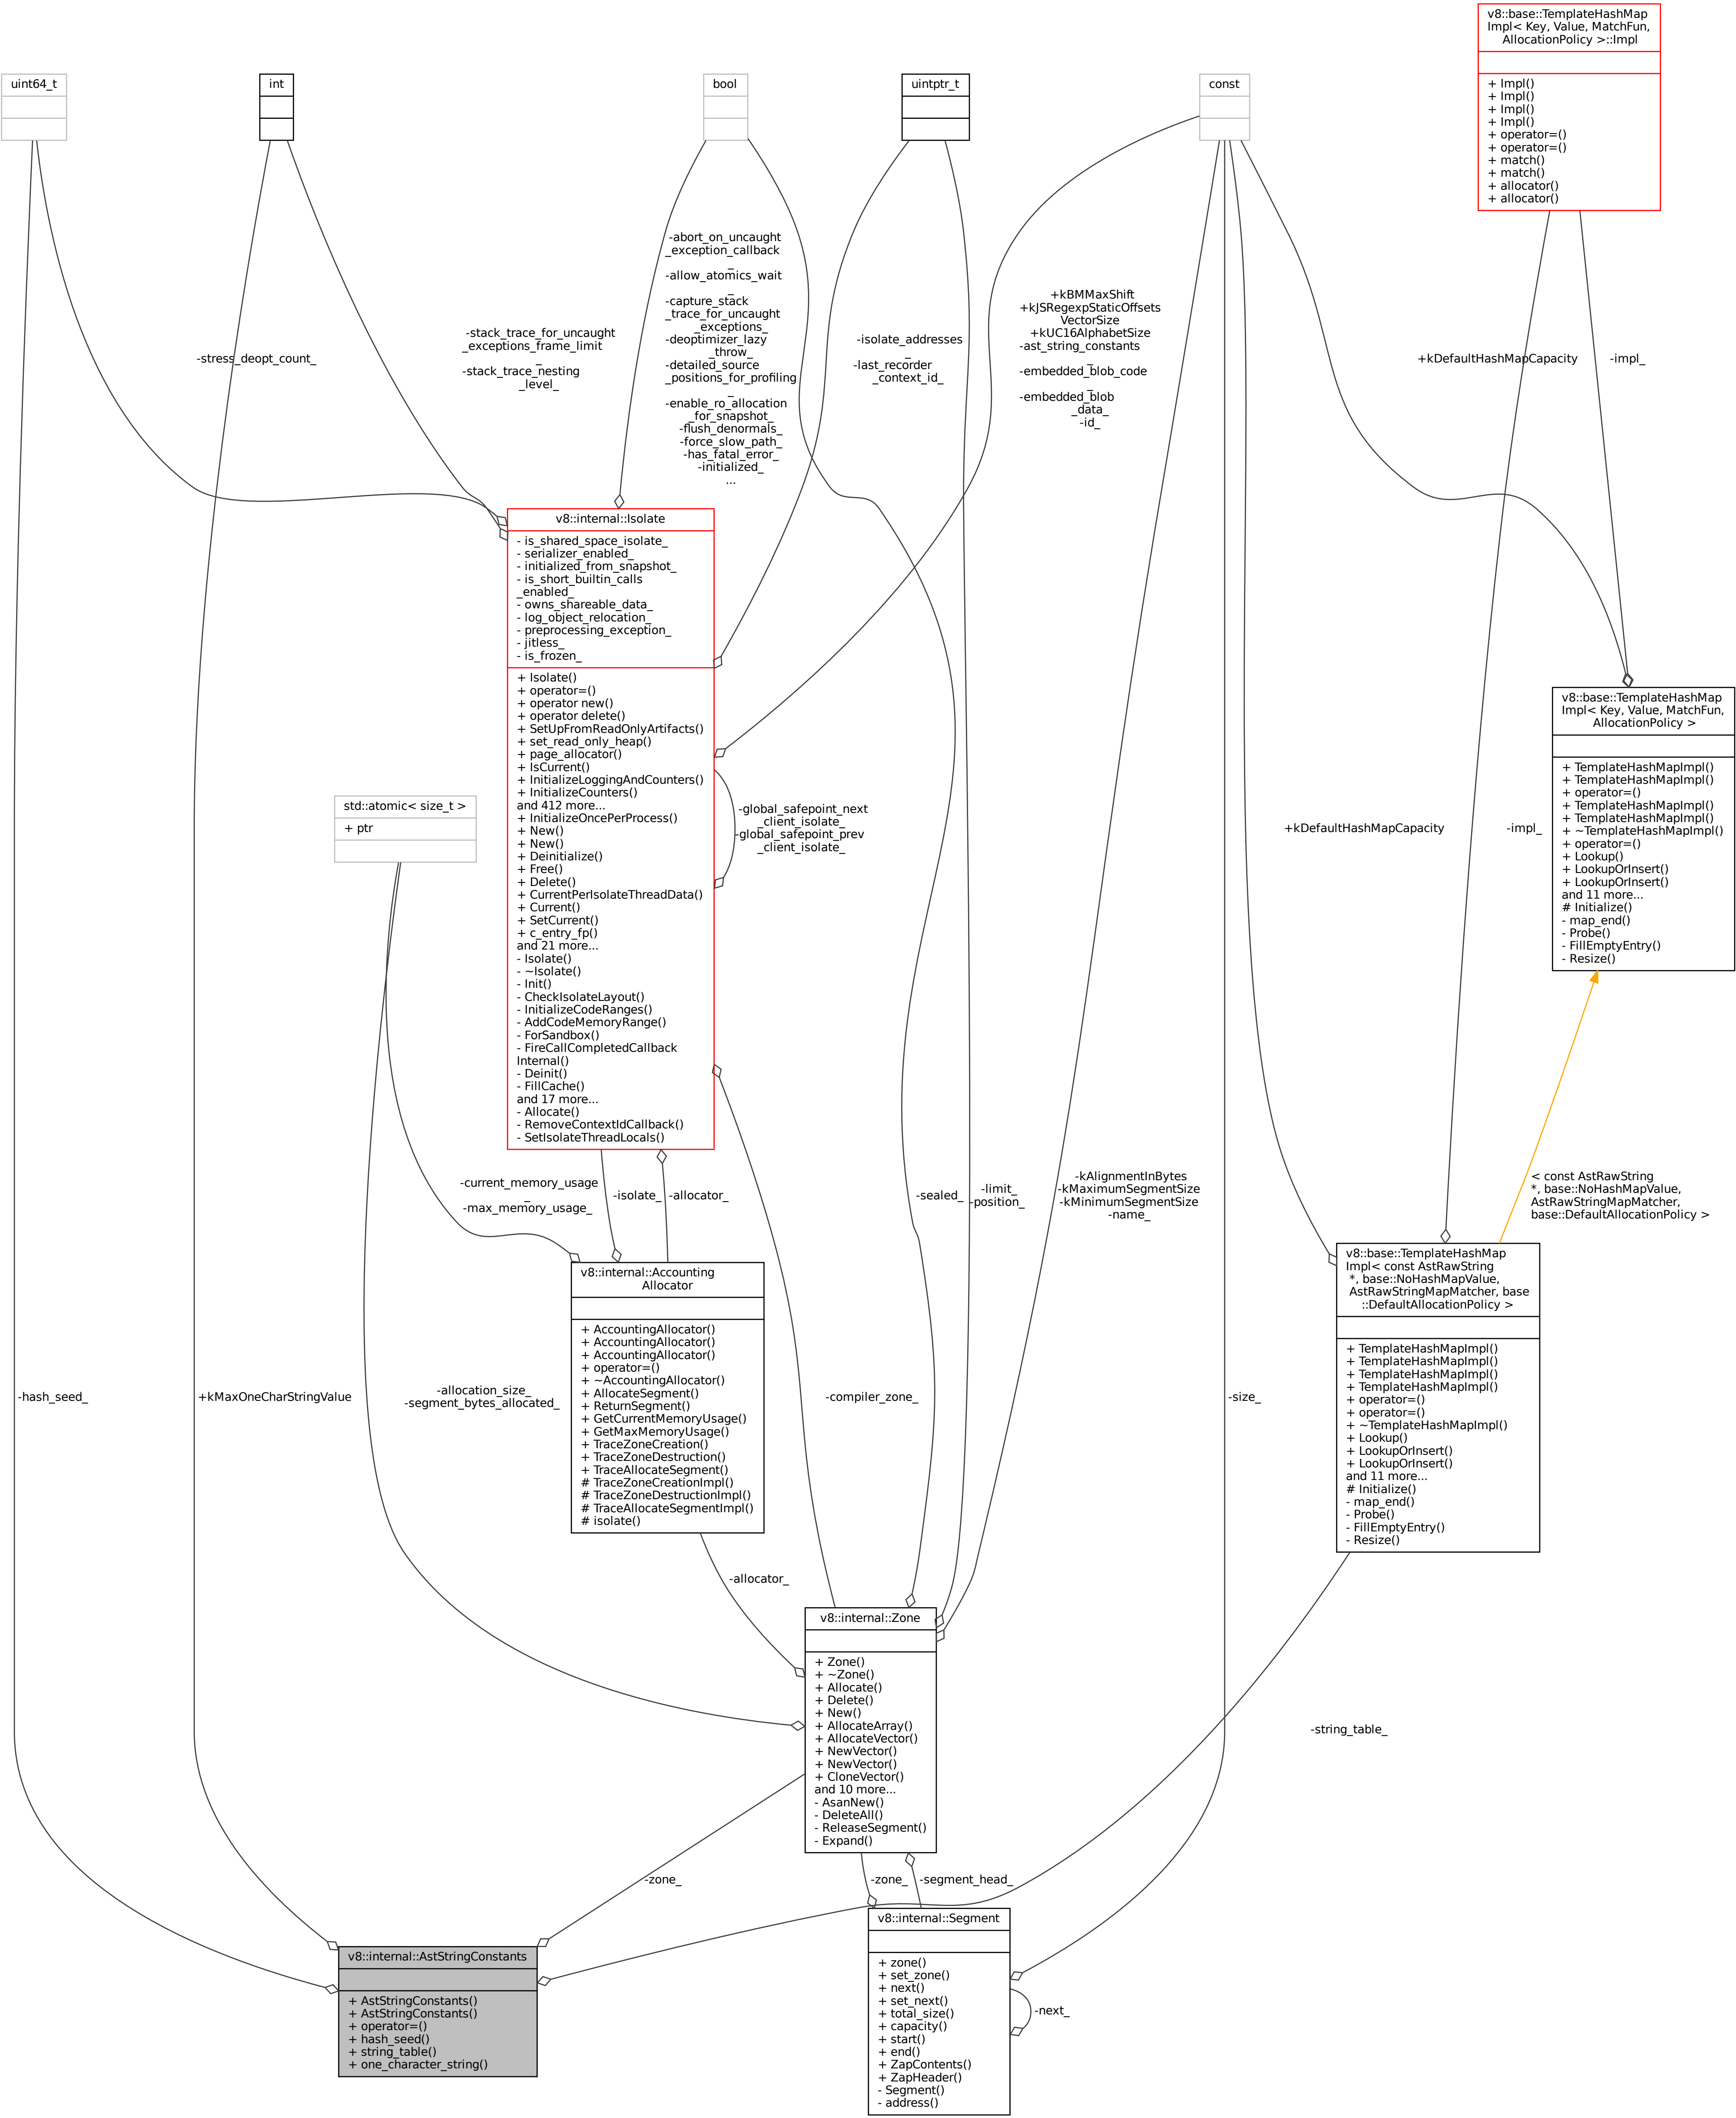 v8::base::TemplateHashMap
Impl< Key, Value, MatchFun,
AllocationPolicy >::Impl
+ Impl()
+ Impl()
+ Impl()
+ Impl()
+ operator=()
+ operator=()
+ match()
+ match()
+ allocator()
+ allocator()
uint64_t
int
bool
uintptr_t
const
-abort_on_uncaught
_exception_callback
_
-allow_atomics_wait
_
-capture_stack
_trace_for_uncaught
_exceptions_
-deoptimizer_lazy
_throw_
-detailed_source
_positions_for_profiling
_
-enable_ro_allocation
_for_snapshot_
-flush_denormals_
-force_slow_path_
-has_fatal_error_
-initialized_
...
+kBMMaxShift
+kJSRegexpStaticOffsets
VectorSize
+kUC16AlphabetSize
-ast_string_constants
_
-embedded_blob_code
_
-embedded_blob
_data_
-id_
-stress_deopt_count_
-stack_trace_for_uncaught
_exceptions_frame_limit
_
-stack_trace_nesting
_level_
-isolate_addresses
_
-last_recorder
_context_id_
+kDefaultHashMapCapacity
-impl_
v8::internal::Isolate
- is_shared_space_isolate_
- serializer_enabled_
- initialized_from_snapshot_
- is_short_builtin_calls
_enabled_
- owns_shareable_data_
- log_object_relocation_
- preprocessing_exception_
- jitless_
- is_frozen_
+ Isolate()
+ operator=()
+ operator new()
+ operator delete()
+ SetUpFromReadOnlyArtifacts()
+ set_read_only_heap()
+ page_allocator()
+ IsCurrent()
+ InitializeLoggingAndCounters()
+ InitializeCounters()
and 412 more...
+ InitializeOncePerProcess()
+ New()
+ New()
+ Deinitialize()
+ Free()
+ Delete()
+ CurrentPerIsolateThreadData()
+ Current()
+ SetCurrent()
+ c_entry_fp()
and 21 more...
- Isolate()
- ~Isolate()
- Init()
- CheckIsolateLayout()
- InitializeCodeRanges()
- AddCodeMemoryRange()
- ForSandbox()
- FireCallCompletedCallback
Internal()
- Deinit()
- FillCache()
and 17 more...
- Allocate()
- RemoveContextIdCallback()
- SetIsolateThreadLocals()
v8::base::TemplateHashMap
Impl< Key, Value, MatchFun,
AllocationPolicy >
+ TemplateHashMapImpl()
+ TemplateHashMapImpl()
+ operator=()
+ TemplateHashMapImpl()
+ TemplateHashMapImpl()
+ ~TemplateHashMapImpl()
+ operator=()
+ Lookup()
+ LookupOrInsert()
+ LookupOrInsert()
and 11 more...
# Initialize()
- map_end()
- Probe()
- FillEmptyEntry()
- Resize()
std::atomic< size_t >
+ ptr
-global_safepoint_next
_client_isolate_
-global_safepoint_prev
_client_isolate_
+kDefaultHashMapCapacity
-impl_
-current_memory_usage
_
-max_memory_usage_
-isolate_
-allocator_
-sealed_
-limit_
-position_
-kAlignmentInBytes
-kMaximumSegmentSize
-kMinimumSegmentSize
-name_
< const AstRawString
*, base::NoHashMapValue,
AstRawStringMapMatcher,
base::DefaultAllocationPolicy >
v8::internal::Accounting
Allocator
+ AccountingAllocator()
+ AccountingAllocator()
+ AccountingAllocator()
+ operator=()
+ ~AccountingAllocator()
+ AllocateSegment()
+ ReturnSegment()
+ GetCurrentMemoryUsage()
+ GetMaxMemoryUsage()
+ TraceZoneCreation()
+ TraceZoneDestruction()
+ TraceAllocateSegment()
# TraceZoneCreationImpl()
# TraceZoneDestructionImpl()
# TraceAllocateSegmentImpl()
# isolate()
v8::base::TemplateHashMap
Impl< const AstRawString
*, base::NoHashMapValue,
AstRawStringMapMatcher, base
::DefaultAllocationPolicy >
+ TemplateHashMapImpl()
+ TemplateHashMapImpl()
+ TemplateHashMapImpl()
+ TemplateHashMapImpl()
+ operator=()
+ operator=()
+ ~TemplateHashMapImpl()
+ Lookup()
+ LookupOrInsert()
+ LookupOrInsert()
and 11 more...
# Initialize()
- map_end()
- Probe()
- FillEmptyEntry()
- Resize()
-hash_seed_
+kMaxOneCharStringValue
-allocation_size_
-segment_bytes_allocated_
-compiler_zone_
-size_
-allocator_
v8::internal::Zone
+ Zone()
+ ~Zone()
+ Allocate()
+ Delete()
+ New()
+ AllocateArray()
+ AllocateVector()
+ NewVector()
+ NewVector()
+ CloneVector()
and 10 more...
- AsanNew()
- DeleteAll()
- ReleaseSegment()
- Expand()
-string_table_
-zone_
-zone_
-segment_head_
v8::internal::AstStringConstants
+ AstStringConstants()
+ AstStringConstants()
+ operator=()
+ hash_seed()
+ string_table()
+ one_character_string()
v8::internal::Segment
+ zone()
+ set_zone()
+ next()
+ set_next()
+ total_size()
+ capacity()
+ start()
+ end()
+ ZapContents()
+ ZapHeader()
- Segment()
- address()
-next_